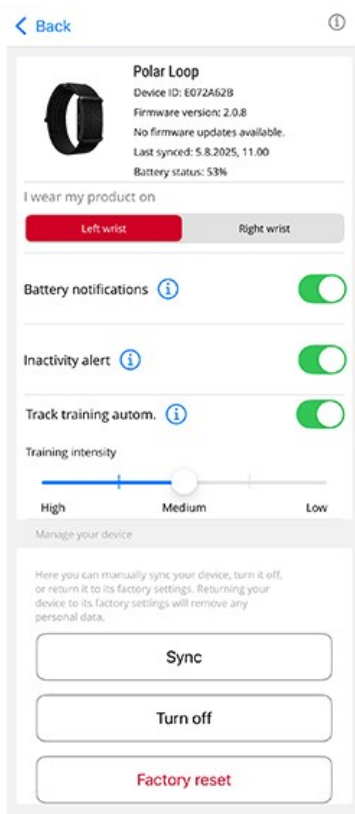 Back
Polar Loop
Device ID: E072A62B
Firmware version: 2.0.8
No firmware updates available.
Last synced: 5.8.2025, 11.00
Battery status: 53%
I wear my product on
Left wrist Right wrist
Battery notifications
Inactivity alert
Track training autom.
Training intensity
High Medium Low
Manage your device
Here you can manually sync your device, turn it off,
or return it to its factory settings. Returning your
device to its factory settings will remove any
personal data.
Sync
Turn off
Factory reset